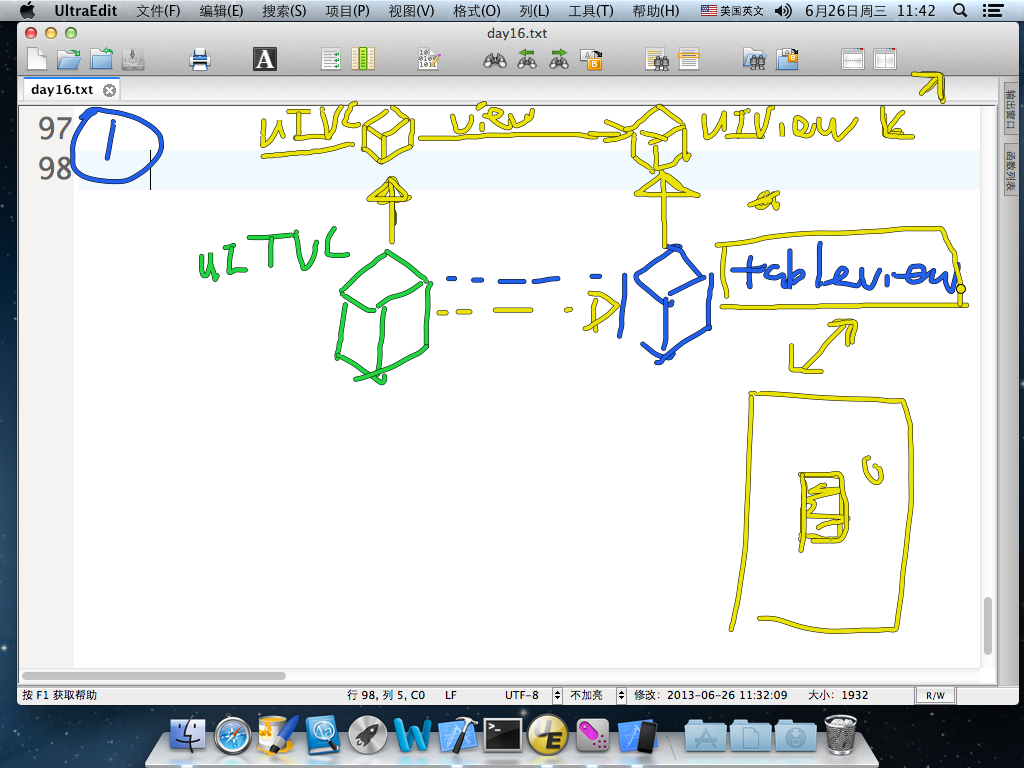 UltraEdit 文件(F) 编辑(E) 搜索(S) 项目(P) 视图(V) 格式(O) 列(L) 工具(T) 帮助(H) 美国英文 6月26日周三 11:42
day16.txt
day16.txt
97
98
1
UIVC view UIView
UITVC tableview
输出窗口
函数列表
按 F1 获取帮助 行 98, 列 5, C0 LF UTF-8 不加亮 修改: 2013-06-26 11:32:09 大小: 1932 R/W